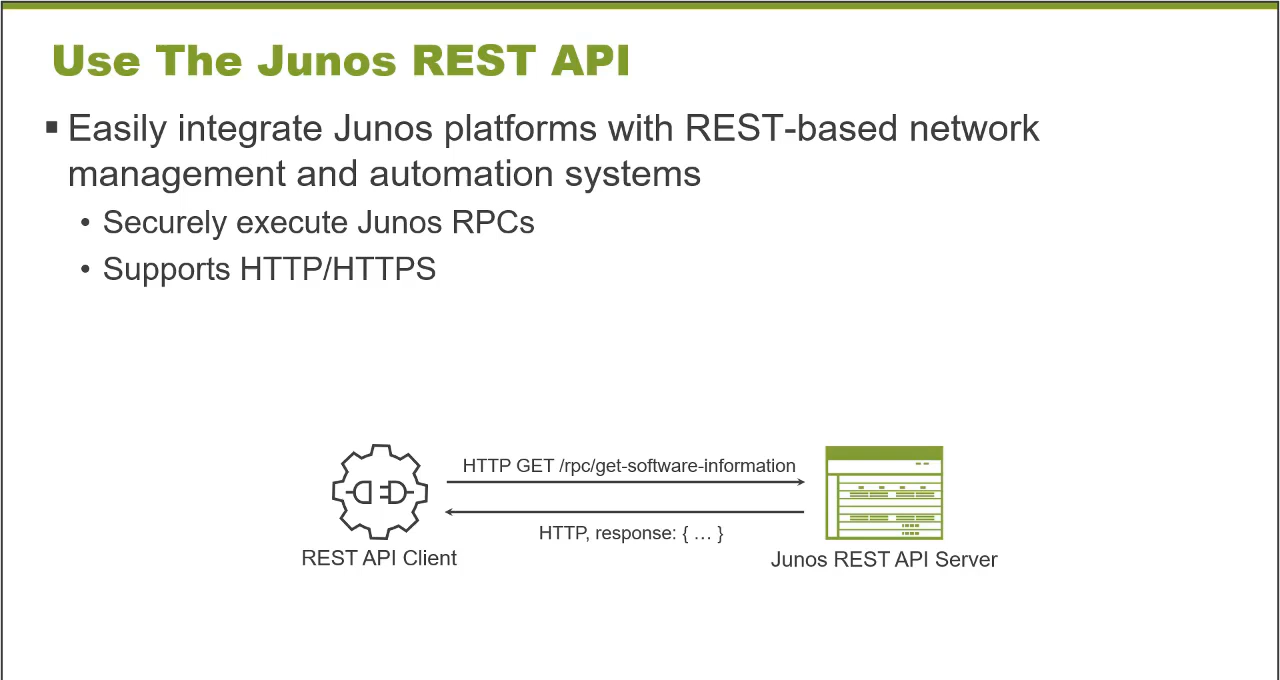 Use The Junos REST API
▪ Easily integrate Junos platforms with REST-based network
management and automation systems
• Securely execute Junos RPCs
• Supports HTTP/HTTPS
HTTP GET /rpc/get-software-information
HTTP, response: { … }
REST API Client
Junos REST API Server